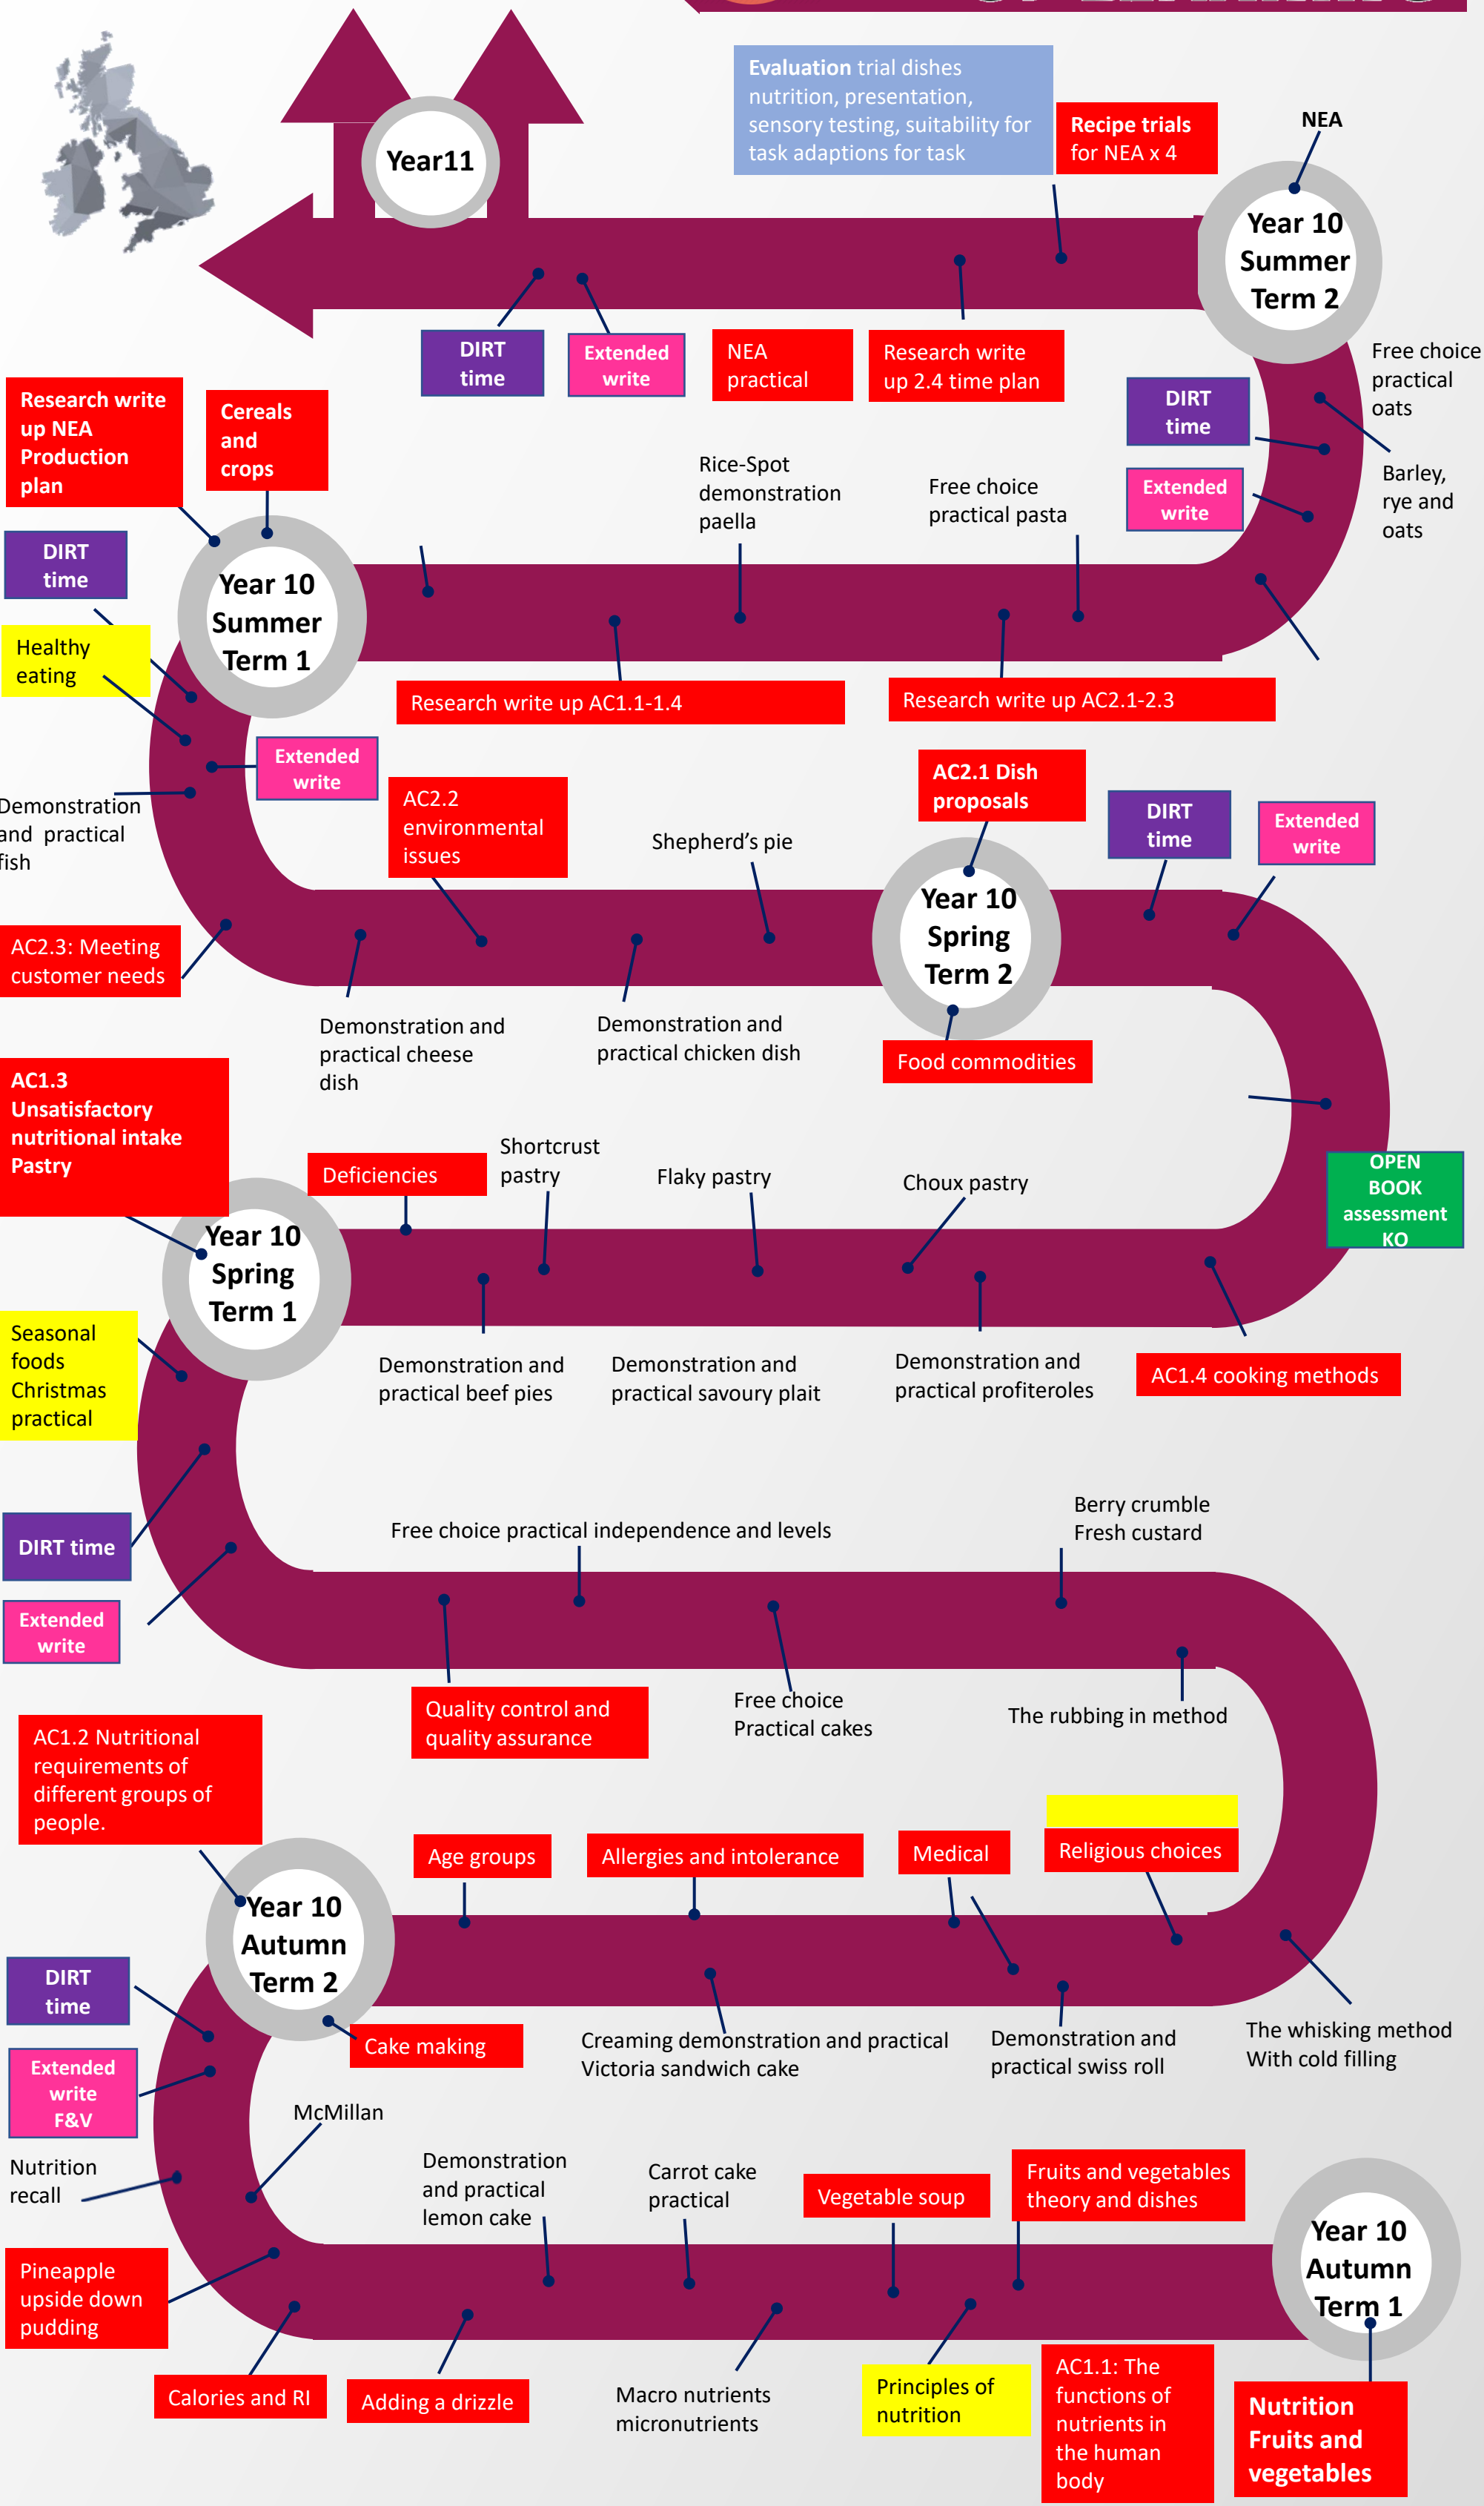 Evaluation trial dishes
nutrition, presentation,
sensory testing, suitability for
task adaptions for task
Recipe trials
for NEA x 4
NEA
Year11
Year 10
Summer
Term 2
DIRT
time
Extended
write
NEA
practical
Research write
up 2.4 time plan
Free choice
practical
oats
DIRT
time
Extended
write
Barley,
rye and
oats
Research write
up NEA
Production
plan
Cereals
and
crops
Rice-Spot
demonstration
paella
Free choice
practical pasta
DIRT
time
Year 10
Summer
Term 1
Healthy
eating
Research write up AC1.1-1.4
Research write up AC2.1-2.3
Extended
write
Demonstration
and practical
fish
AC2.2
environmental
issues
Shepherd's pie
AC2.1 Dish
proposals
DIRT
time
Extended
write
Year 10
Spring
Term 2
AC2.3: Meeting
customer needs
Demonstration and
practical cheese
dish
Demonstration and
practical chicken dish
Food commodities
AC1.3
Unsatisfactory
nutritional intake
Pastry
Deficiencies
Shortcrust
pastry
Flaky pastry
Choux pastry
OPEN
BOOK
assessment
KO
Year 10
Spring
Term 1
Seasonal
foods
Christmas
practical
Demonstration and
practical beef pies
Demonstration and
practical savoury plait
Demonstration and
practical profiteroles
AC1.4 cooking methods
DIRT time
Free choice practical independence and levels
Berry crumble
Fresh custard
Extended
write
Quality control and
quality assurance
Free choice
Practical cakes
The rubbing in method
AC1.2 Nutritional
requirements of
different groups of
people.
Age groups
Allergies and intolerance
Medical
Religious choices
Year 10
Autumn
Term 2
DIRT
time
Cake making
Creaming demonstration and practical
Victoria sandwich cake
Demonstration and
practical swiss roll
The whisking method
With cold filling
Extended
write
F&V
McMillan
Nutrition
recall
Demonstration
and practical
lemon cake
Carrot cake
practical
Vegetable soup
Fruits and vegetables
theory and dishes
Year 10
Autumn
Term 1
Pineapple
upside down
pudding
Calories and RI
Adding a drizzle
Macro nutrients
micronutrients
Principles of
nutrition
AC1.1: The
functions of
nutrients in
the human
body
Nutrition
Fruits and
vegetables